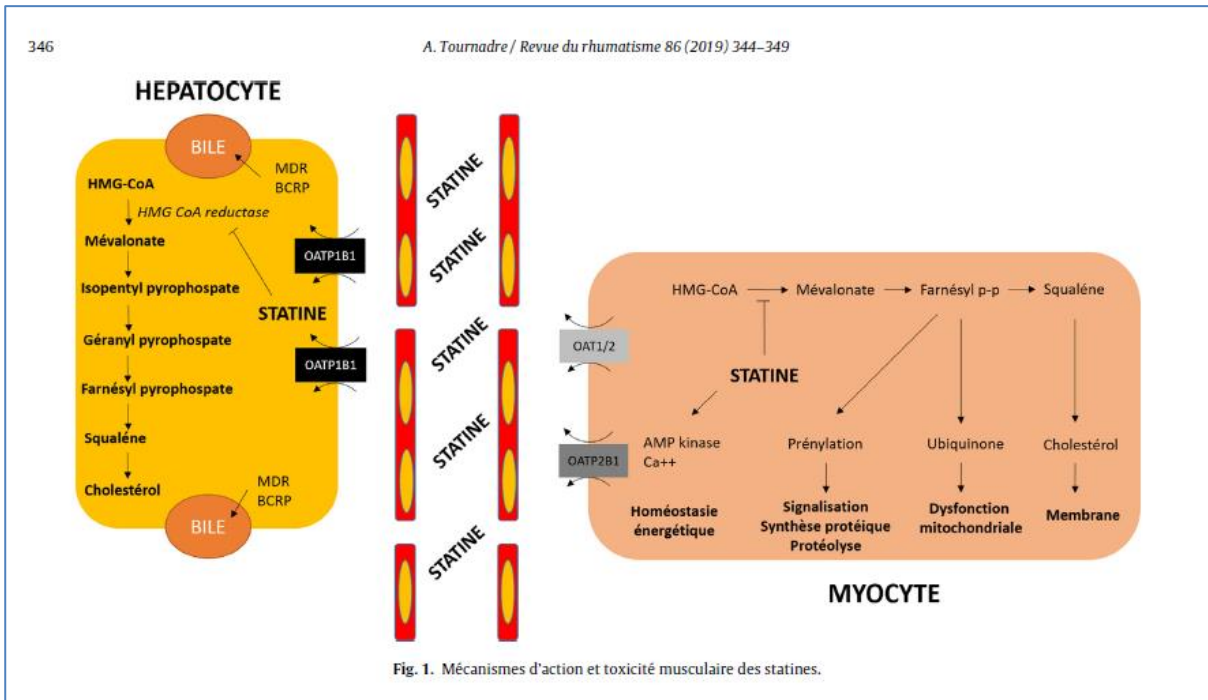 346
A. Tournadre / Revue du rhumatisme 86 (2019) 344–349
HEPATOCYTE
BILE
MDR
BCRP
HMG-CoA
HMG CoA reductase
Mévalonate
Isopentyl pyrophospate
STATINE
Géranyl pyrophospate
Farnésyl pyrophospate
Squaléne
Cholestérol
MDR
BCRP
BILE
OATP1B1
OATP1B1
STATINE
STATINE
STATINE
STATINE
STATINE
OAT1/2
OATP2B1
HMG-CoA
Mévalonate
Farnésyl p-p
Squaléne
STATINE
AMP kinase
Ca++
Homéostasie
énergétique
Prénylation
Signalisation
Synthèse protéique
Protéolyse
Ubiquinone
Dysfonction
mitochondriale
Cholestérol
Membrane
MYOCYTE
Fig. 1. Mécanismes d'action et toxicité musculaire des statines.